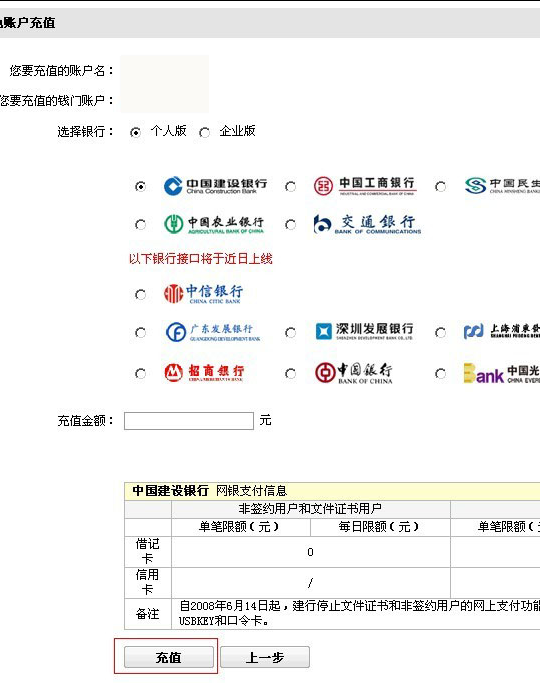 账户充值
您要充值的账户名：
您要充值的钱门账户：
选择银行： 个人版 企业版
中国建设银行 中国工商银行 中国民生
China Construction Bank INDUSTRIAL AND COMMERCIAL BANK OF CHINA CHINA MINSHENG BANK
中国农业银行 交通银行
AGRICULTURAL BANK OF CHINA BANK OF COMMUNICATIONS
以下银行接口将于近日上线
中信银行
CHINA CITIC BANK
广东发展银行 深圳发展银行 上海浦东发
GUANGDONG DEVELOPMENT BANK SHENZHEN DEVELOPMENT BANK CO., LTD SHANGHAI PUDONG DEVE
招商银行 中国银行 Bank 中国光
CHINA MERCHANTS BANK BANK OF CHINA CHINA EVER
充值金额： 元
中国建设银行 网银支付信息
非签约用户和文件证书用户
单笔限额（元） 每日限额（元） 单笔限额（元
借记卡 0
信用卡 /
备注 自2008年6月14日起，建行停止文件证书和非签约用户的网上支付功能
USBKEY和口令卡。
充值 上一步